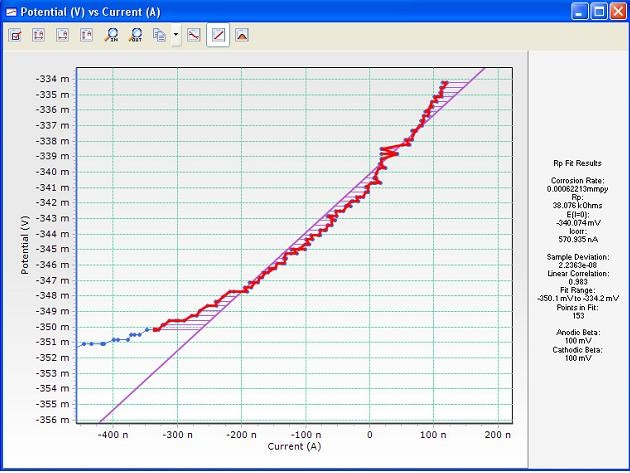 Potential (V) vs Current (A)
IN
OUT
-334 m
-335 m
-336 m
-337 m
-338 m
-339 m
-340 m
-341 m
-342 m
-343 m
-344 m
-345 m
-346 m
-347 m
-348 m
-349 m
-350 m
-351 m
-352 m
-353 m
-354 m
-355 m
-356 m
Potential (V)
-400 n
-300 n
-200 n
-100 n
0
100 n
200 n
Current (A)
Rp Fit Results
Corrosion Rate:
0.00062213mmpy
Rp:
38.076 kOhms
E(I=0):
-340.074 mV
Icorr:
570.935 nA
Sample Deviation:
2.2363e-08
Linear Correlation:
0.983
Fit Range:
-350.1 mV to -334.2 mV
Points in Fit:
153
Anodic Beta:
100 mV
Cathodic Beta:
100 mV